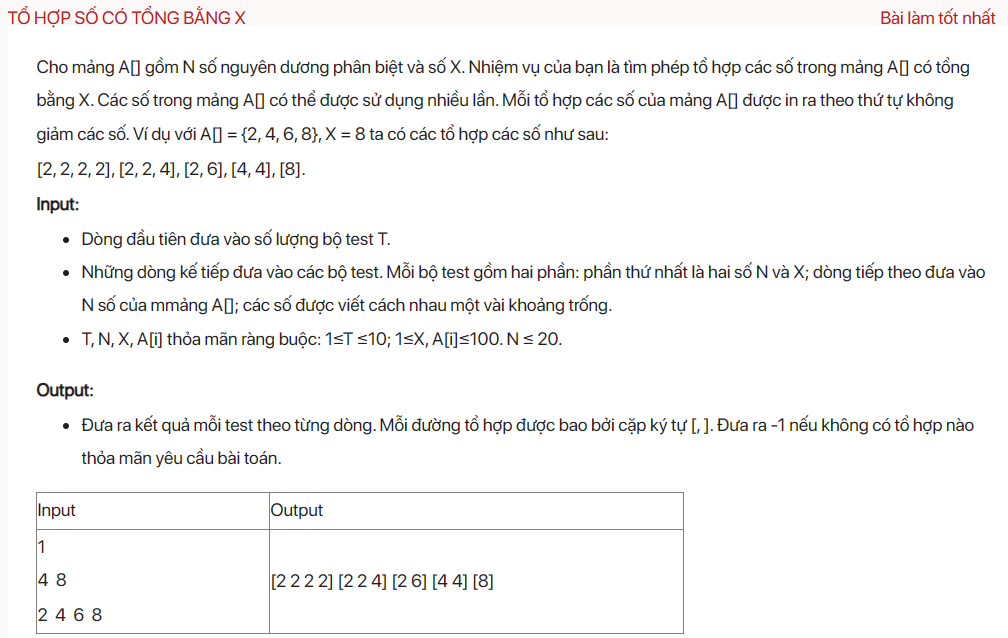 TỔ HỢP SỐ CÓ TỔNG BẰNG X
Bài làm tốt nhất
Cho mảng A[] gồm N số nguyên dương phân biệt và số X. Nhiệm vụ của bạn là tìm phép tổ hợp các số trong mảng A[] có tổng
bằng X. Các số trong mảng A[] có thể được sử dụng nhiều lần. Mỗi tổ hợp các số của mảng A[] được in ra theo thứ tự không
giảm các số. Ví dụ với A[] = {2, 4, 6, 8}, X = 8 ta có các tổ hợp các số như sau:
[2, 2, 2, 2], [2, 2, 4], [2, 6], [4, 4], [8].
Input:
• Dòng đầu tiên đưa vào số lượng bộ test T.
• Những dòng kế tiếp đưa vào các bộ test. Mỗi bộ test gồm hai phần: phần thứ nhất là hai số N và X; dòng tiếp theo đưa vào
N số của mmảng A[]; các số được viết cách nhau một vài khoảng trống.
• T, N, X, A[i] thỏa mãn ràng buộc: 1≤T ≤10; 1≤X, A[i]≤100. N ≤ 20.
Output:
• Đưa ra kết quả mỗi test theo từng dòng. Mỗi đường tổ hợp được bao bởi cặp ký tự [, ]. Đưa ra -1 nếu không có tổ hợp nào
thỏa mãn yêu cầu bài toán.
Input
Output
1
4 8
2 4 6 8
[2 2 2 2] [2 2 4] [2 6] [4 4] [8]